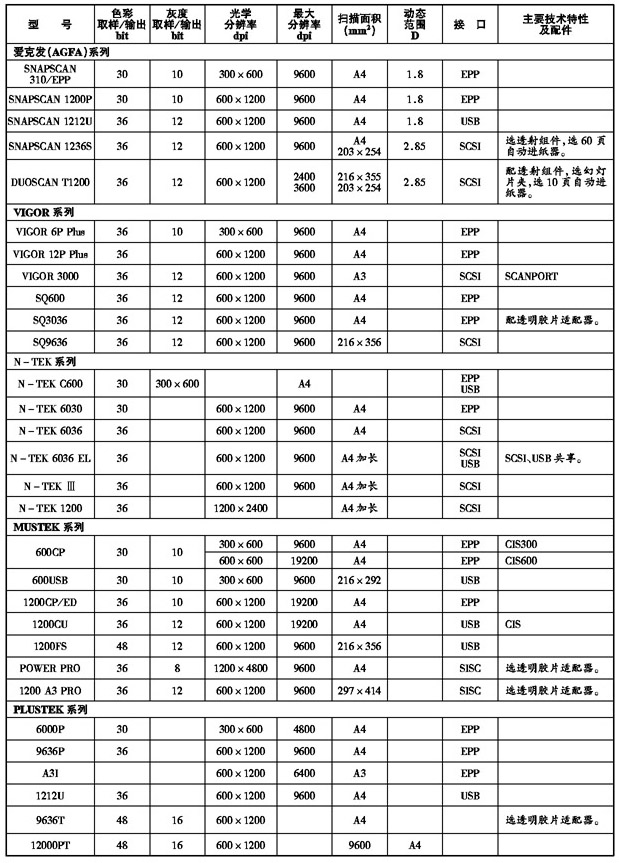 型 号 色彩取样/输出 bit 灰度取样/输出 bit 光学分辨率 dpi 最大分辨率 dpi 扫描面积 (mm²) 动态范围 D 接 口 主要技术特性及配件
爱克发(AGFA)系列
SNAPSCAN 310/EPP 30 10 300×600 9600 A4 1.8 EPP
SNAPSCAN 1200P 30 10 600×1200 9600 A4 1.8 EPP
SNAPSCAN 1212U 36 12 600×1200 9600 A4 1.8 USB
SNAPSCAN 1236S 36 12 600×1200 9600 A4 203×254 2.85 SCSI 选透射组件,选60页自动进纸器。
DUOSCAN T1200 36 12 600×1200 2400 3600 216×355 203×254 2.85 SCSI 配透射组件,选幻灯片夹,选10页自动进纸器。
VIGOR 系列
VIGOR 6P Plus 36 10 300×600 9600 A4 EPP
VIGOR 12P Plus 36 600×1200 9600 A4 EPP
VIGOR 3000 36 12 600×1200 9600 A3 SCSI SCANPORT
SQ600 36 12 600×1200 9600 A4 EPP
SQ3036 36 12 600×1200 9600 A4 EPP 配透明胶片适配器。
SQ9636 36 12 600×1200 9600 216×356 SCSI
N－TEK 系列
N－TEK C600 30 300×600 A4 EPP USB
N－TEK 6030 30 600×1200 9600 A4 EPP
N－TEK 6036 36 600×1200 9600 A4 SCSI
N－TEK 6036 EL 36 600×1200 9600 A4 加长 SCSI USB SCSI、USB共享。
N－TEK Ⅲ 36 600×1200 9600 A4 加长 SCSI
N－TEK 1200 36 1200×2400 A4 加长 SCSI
MUSTEK 系列
600CP 30 10 300×600 9600 A4 EPP CIS300
600×600 19200 A4 EPP CIS600
600USB 30 10 300×600 9600 216×292 USB
1200CP/ED 36 10 600×1200 19200 A4 EPP
1200CU 36 12 600×1200 19200 A4 USB CIS
1200FS 48 12 600×1200 9600 216×356 USB
POWER PRO 36 8 1200×4800 9600 A4 SISC 选透明胶片适配器。
1200 A3 PRO 36 12 600×1200 9600 297×414 SISC 选透明胶片适配器。
PLUSTEK 系列
6000P 30 300×600 4800 A4 EPP
9636P 36 600×1200 9600 A4 EPP
A3I 600×1200 6400 A3 EPP
1212U 36 600×1200 9600 A4 USB
9636T 48 16 600×1200 A4 选透明胶片适配器。
12000PT 48 16 600×1200 9600 A4